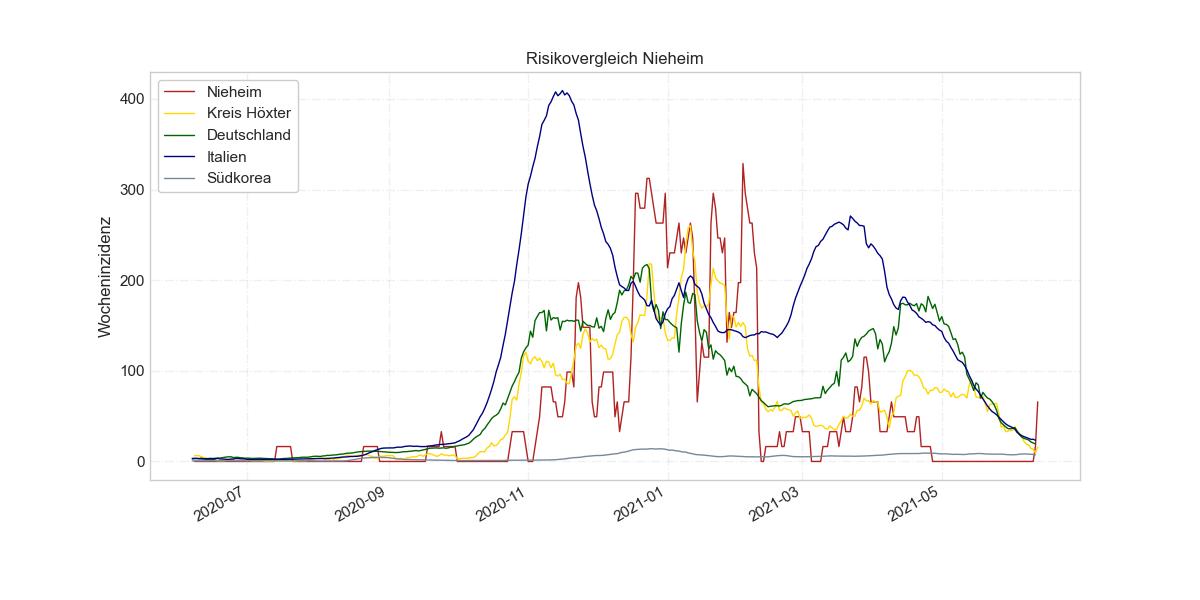 Risikovergleich Nieheim
Nieheim
Kreis Höxter
Deutschland
Italien
Südkorea
Wocheninzidenz
400
300
200
100
0
2020-07
2020-09
2020-11
2021-01
2021-03
2021-05